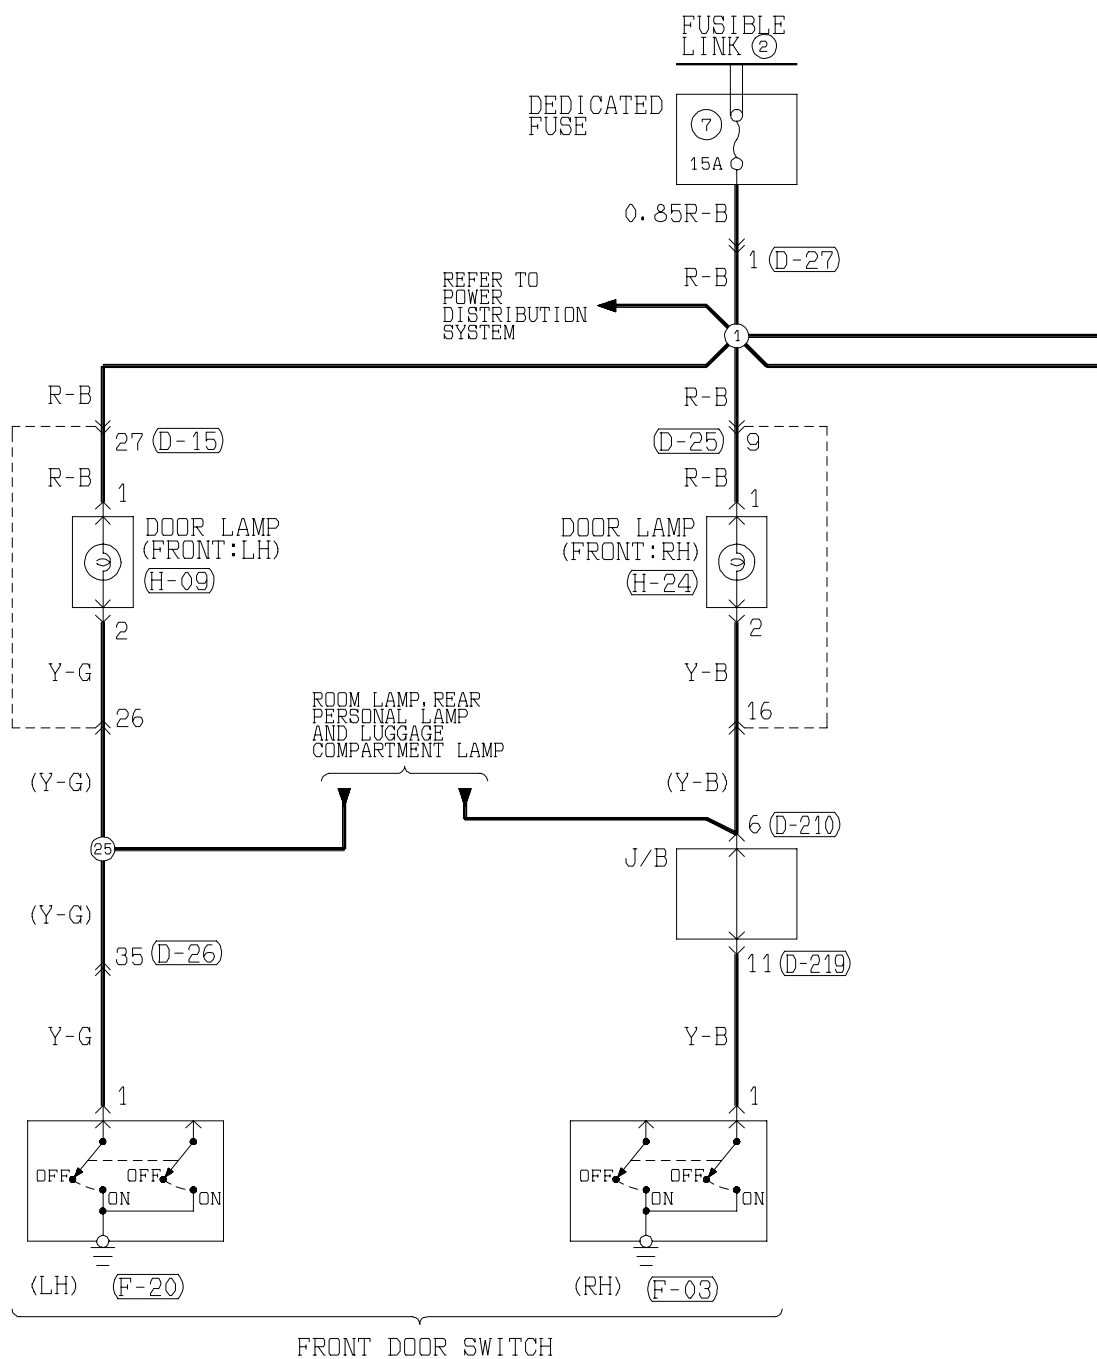 FUSIBLE
LINK 2
DEDICATED
FUSE
7
15A
0.85R-B
1 D-27
R-B
REFER TO
POWER
DISTRIBUTION
SYSTEM
1
R-B
R-B
27 D-15
D-25 9
R-B
R-B
1
1
DOOR LAMP
(FRONT:LH)
H-09
DOOR LAMP
(FRONT:RH)
H-24
2
2
Y-G
Y-B
26
16
ROOM LAMP, REAR
PERSONAL LAMP
AND LUGGAGE
COMPARTMENT LAMP
(Y-G)
(Y-B)
6 D-210
25
J/B
(Y-G)
35 D-26
11 D-219
Y-G
Y-B
1
1
OFF OFF
ON ON
OFF OFF
ON ON
(LH) F-20
(RH) F-03
FRONT DOOR SWITCH